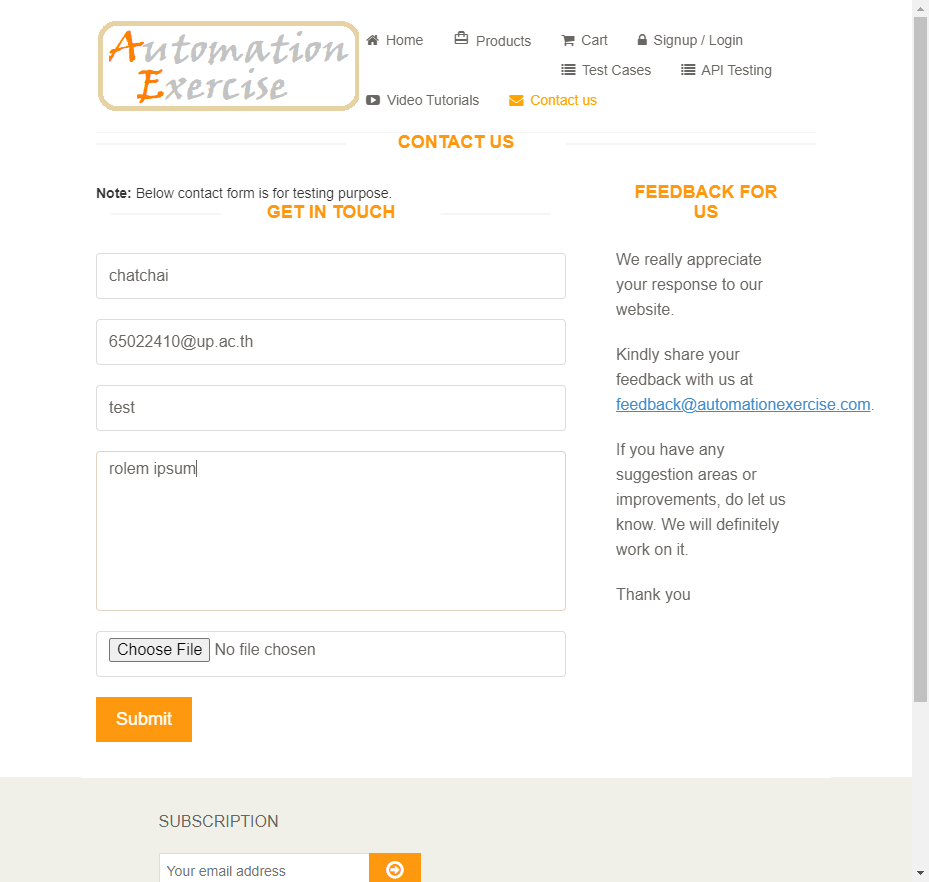 Automation
Exercise
Home
Products
Cart
Signup / Login
Test Cases
API Testing
Video Tutorials
Contact us
CONTACT US
Note: Below contact form is for testing purpose.
GET IN TOUCH
chatchai
65022410@up.ac.th
test
rolem ipsum
Choose File No file chosen
Submit
FEEDBACK FOR
US
We really appreciate
your response to our
website.
Kindly share your
feedback with us at
feedback@automationexercise.com.
If you have any
suggestion areas or
improvements, do let us
know. We will definitely
work on it.
Thank you
SUBSCRIPTION
Your email address